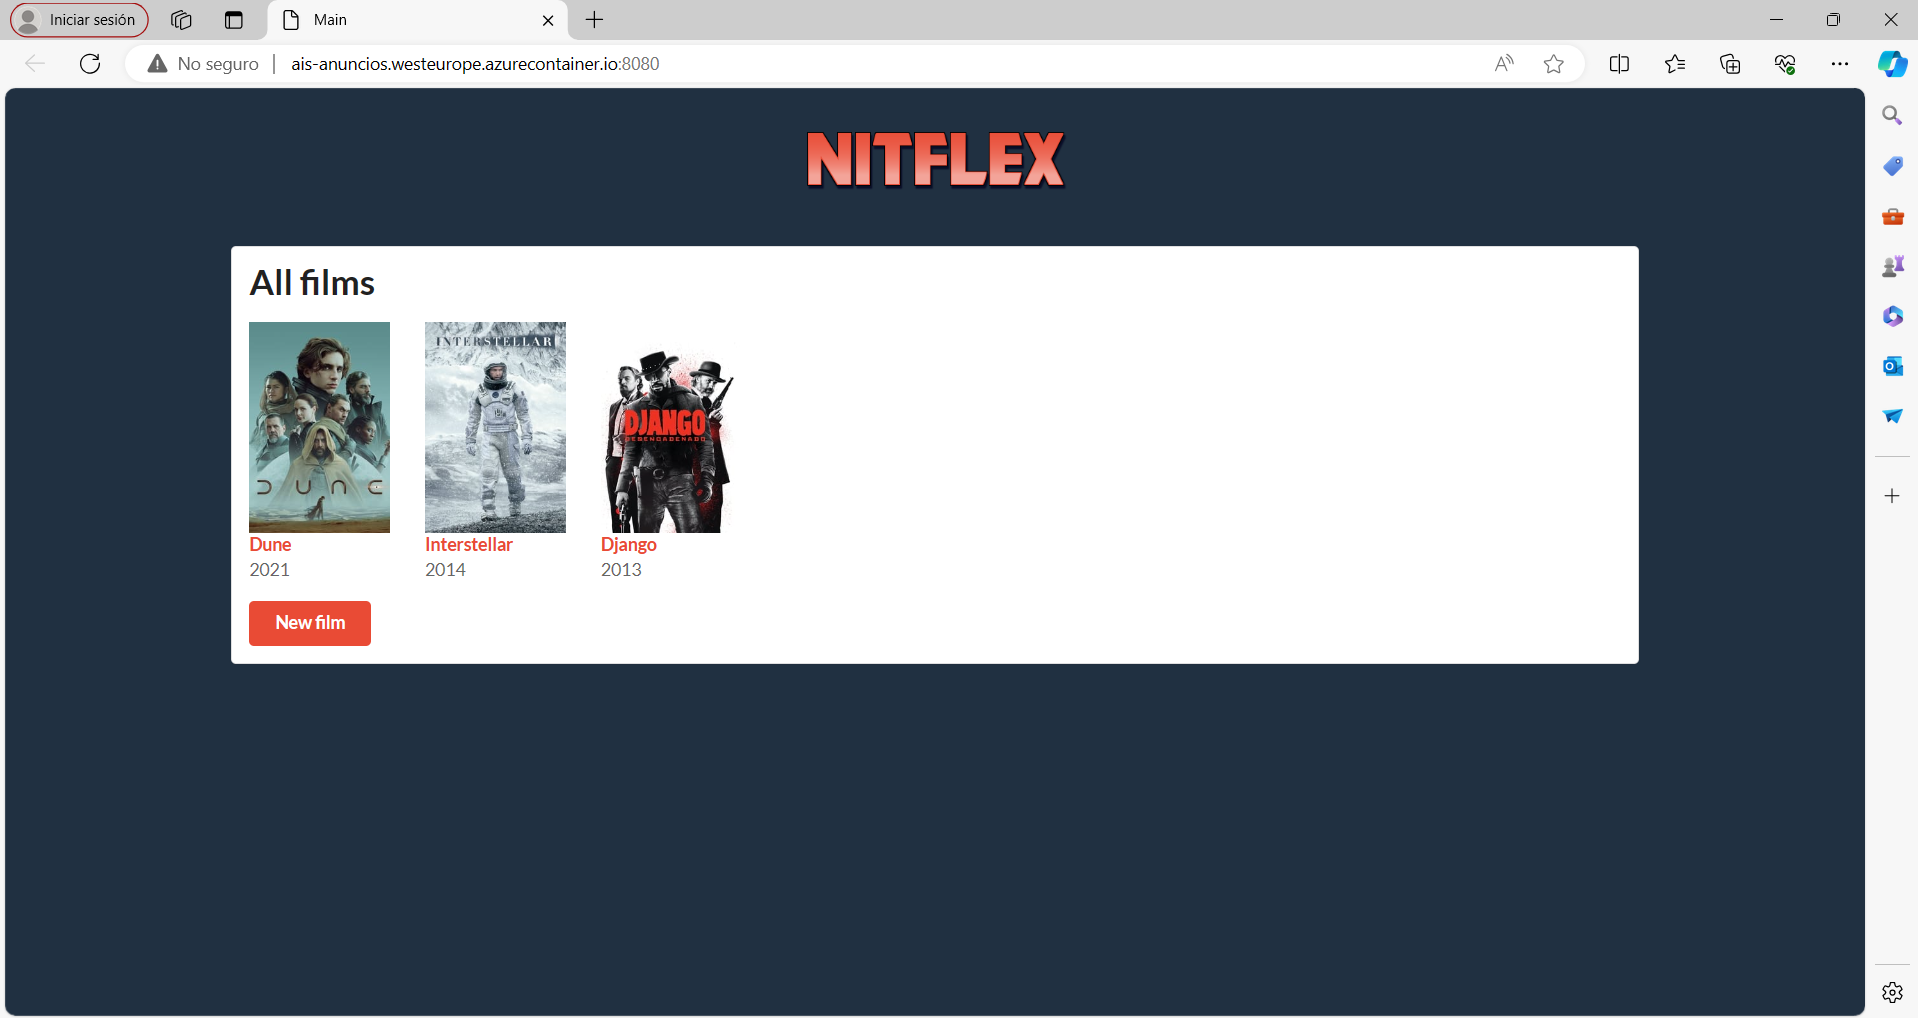 Iniciar sesión
Main
No seguro
ais-anuncios.westeurope.azurecontainer.io:8080
NITFLEX
All films
DUNE
INTERSTELLAR
DJANGO
DESENCADENADO
Dune
Interstellar
Django
2021
2014
2013
New film